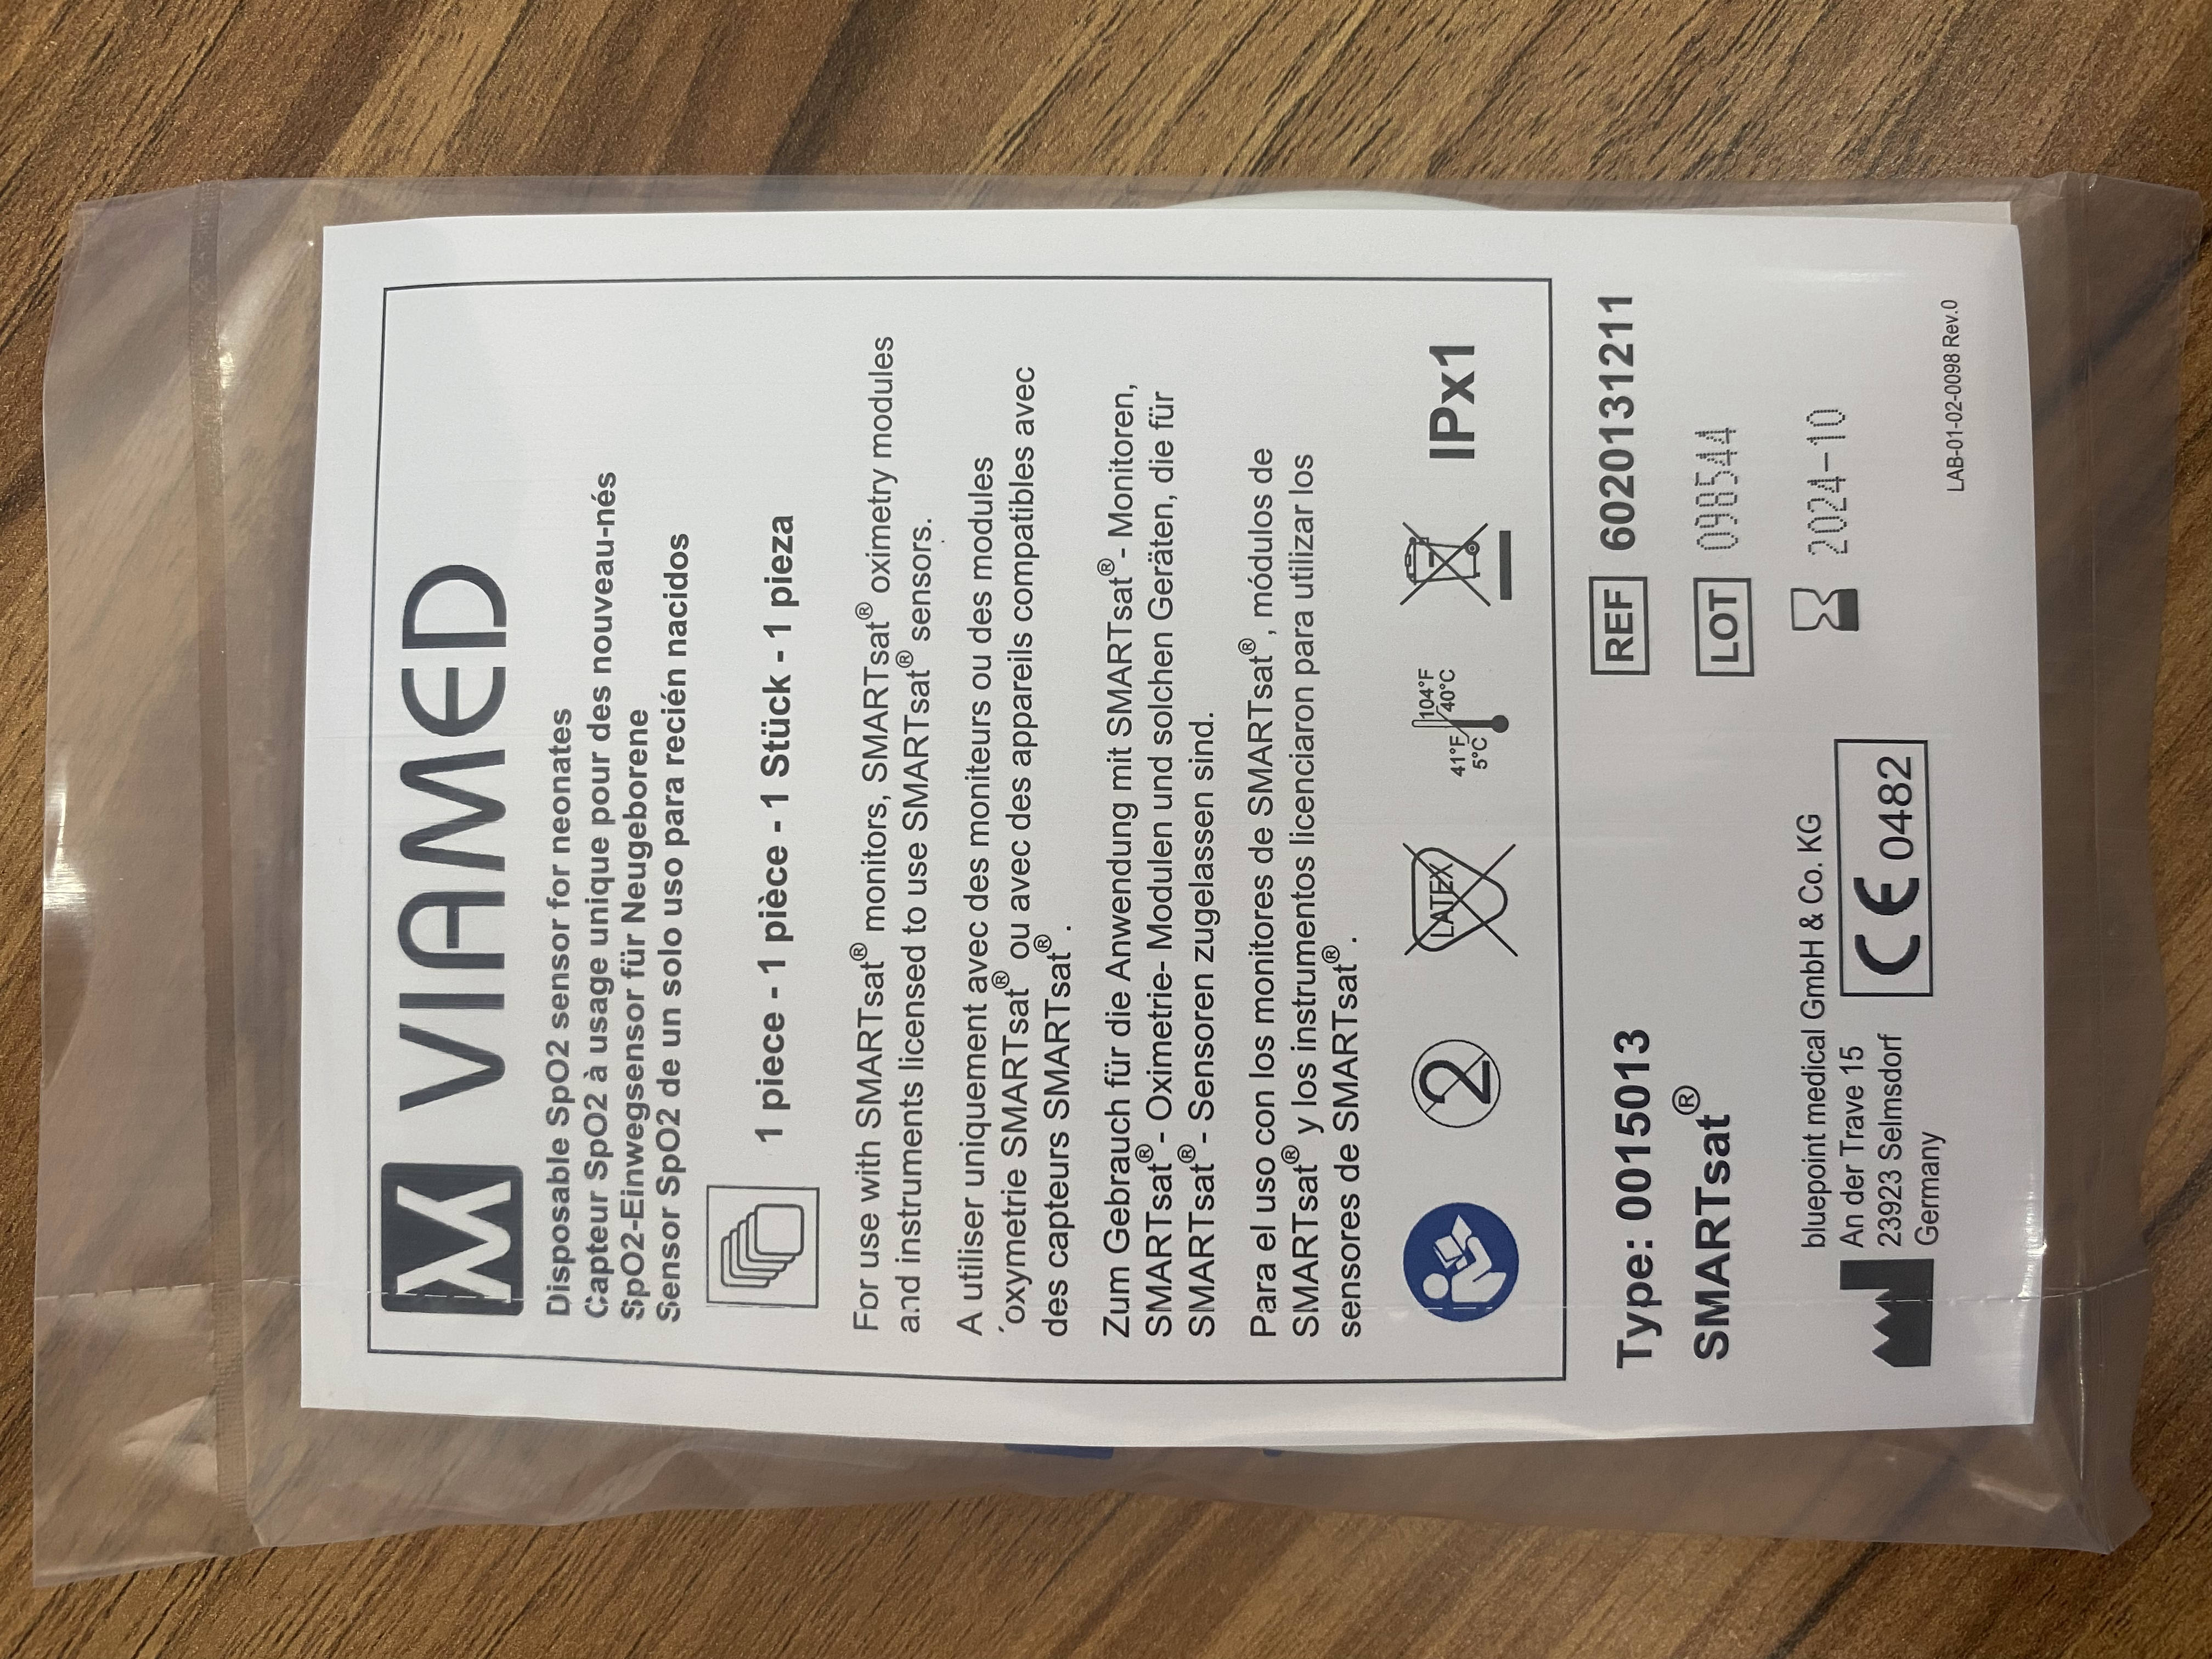 VIAMED
Disposable SpO2 sensor for neonates
Capteur SpO2 à usage unique pour des nouveau-nés
SpO2-Einwegsensor für Neugeborene
Sensor SpO2 de un solo uso para recién nacidos
1 piece - 1 pièce - 1 Stück - 1 pieza
For use with SMARTsat® monitors, SMARTsat® oximetry modules
and instruments licensed to use SMARTsat® sensors.
A utiliser uniquement avec des moniteurs ou des modules
´oxymetrie SMARTsat® ou avec des appareils compatibles avec
des capteurs SMARTsat®.
Zum Gebrauch für die Anwendung mit SMARTsat®- Monitoren,
SMARTsat®- Oximetrie- Modulen und solchen Geräten, die für
SMARTsat®- Sensoren zugelassen sind.
Para el uso con los monitores de SMARTsat®, módulos de
SMARTsat® y los instrumentos licenciaron para utilizar los
sensores de SMARTsat®.
2
LATEX
41°F
5°C
104°F
40°C
IPx1
Type: 0015013
SMARTsat®
REF 6020131211
LOT 098544
2024-10
bluepoint medical GmbH & Co. KG
An der Trave 15
23923 Selmsdorf
Germany
CE 0482
LAB-01-02-0098 Rev.0